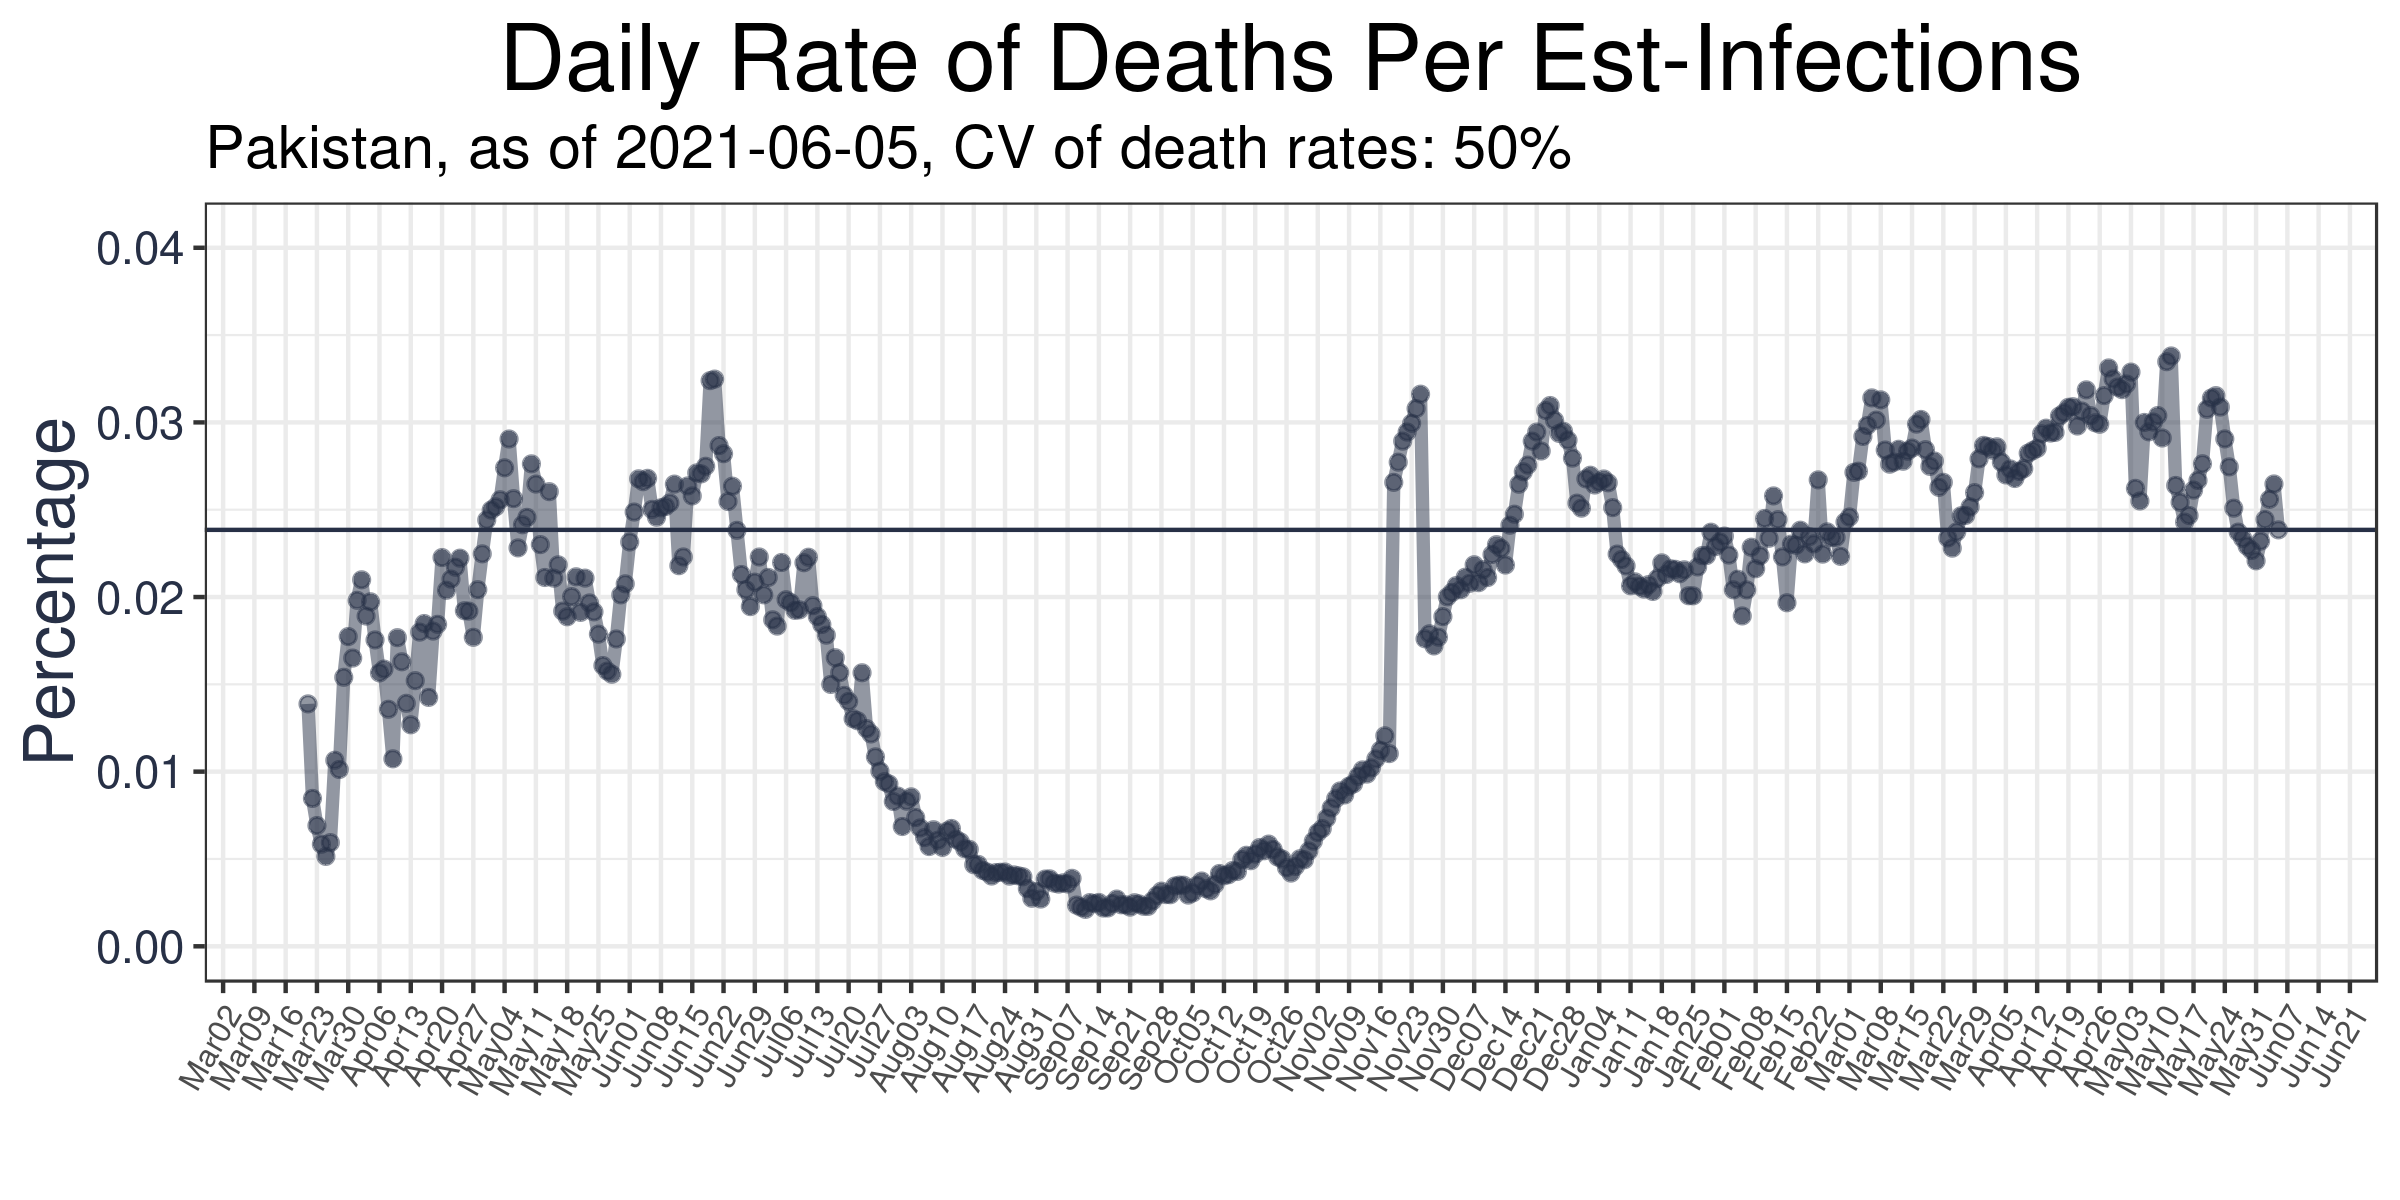 Daily Rate of Deaths Per Est-Infections
Pakistan, as of 2021-06-05, CV of death rates: 50%
Percentage
0.04
0.03
0.02
0.01
0.00
Mar02 Mar09 Mar16 Mar23 Mar30 Apr06 Apr13 Apr20 Apr27 May04 May11 May18 May25 Jun01 Jun08 Jun15 Jun22 Jun29 Jul06 Jul13 Jul20 Jul27 Aug03 Aug10 Aug17 Aug24 Aug31 Sep07 Sep14 Sep21 Sep28 Oct05 Oct12 Oct19 Oct26 Nov02 Nov09 Nov16 Nov23 Nov30 Dec07 Dec14 Dec21 Dec28 Jan04 Jan11 Jan18 Jan25 Feb01 Feb08 Feb15 Feb22 Mar01 Mar08 Mar15 Mar22 Mar29 Apr05 Apr12 Apr19 Apr26 May03 May10 May17 May24 May31 Jun07 Jun14 Jun21